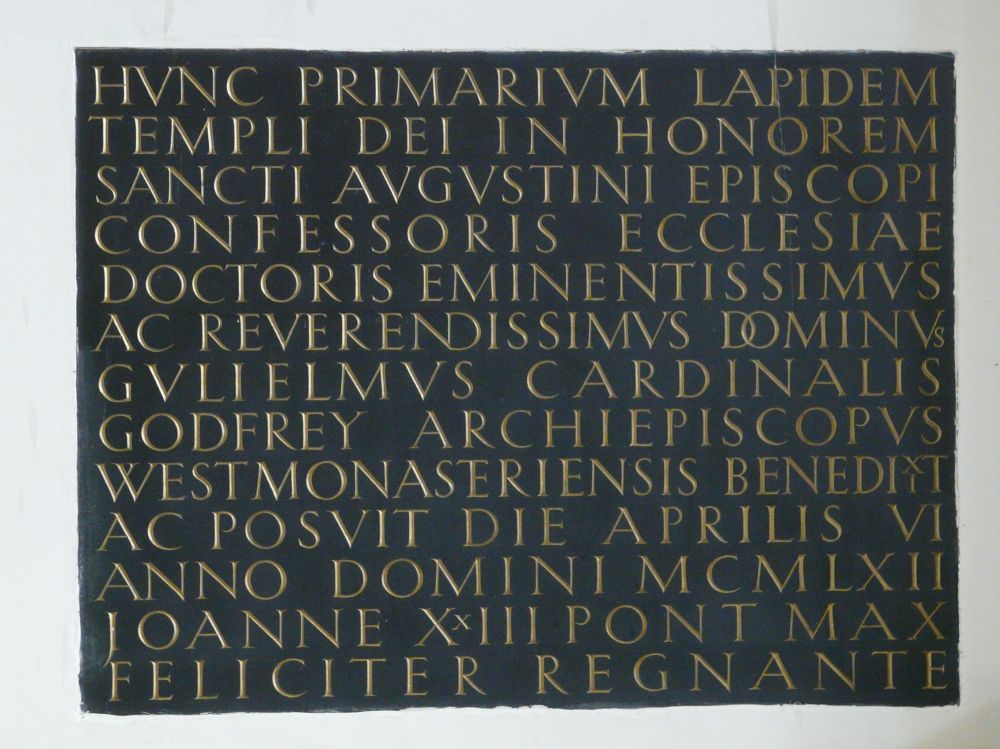 HVNC PRIMARIVM LAPIDEM
TEMPLI DEI IN HONOREM
SANCTI AVGVSTINI EPISCOPI
CONFESSORIS ECCLESIAE
DOCTORIS EMINENTISSIMVS
AC REVERENDISSIMVS DOMINVS
GVLIELMVS CARDINALIS
GODFREY ARCHIEPISCOPVS
WESTMONASTERIENSIS BENEDIXIT
AC POSVIT DIE APRILIS VI
ANNO DOMINI MCMLXII
JOANNE XXIII PONT MAX
FELICITER REGNANTE